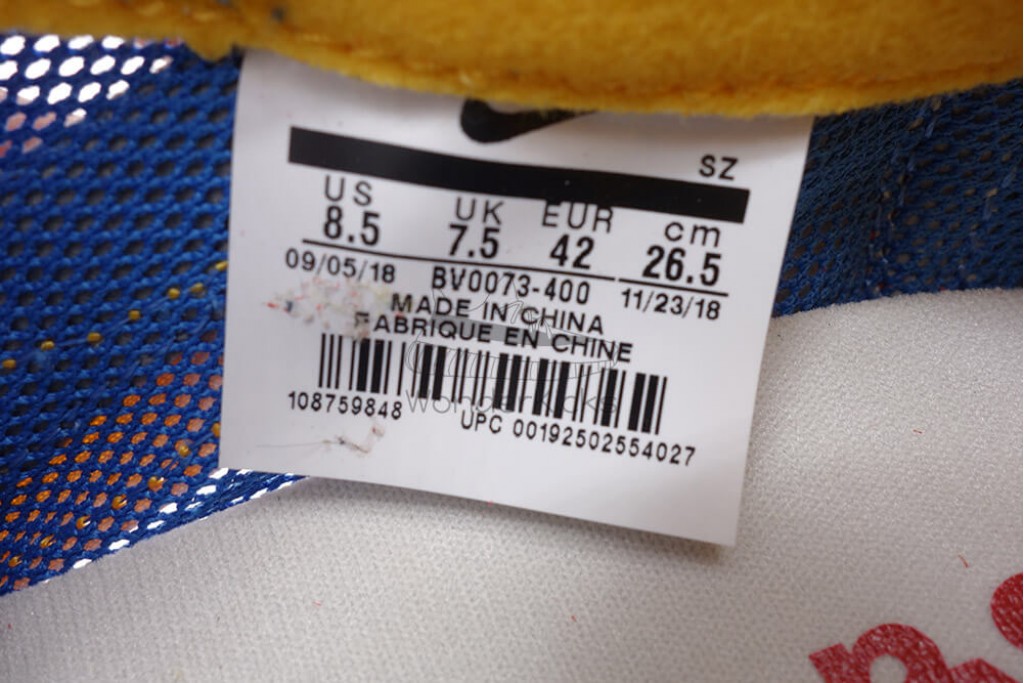 SZ
US UK EUR cm
8.5 7.5 42 26.5
09/05/18 BV0073-400 11/23/18
MADE IN CHINA
FABRIQUE EN CHINE
WonderKicks
108759848 UPC 00192502554027